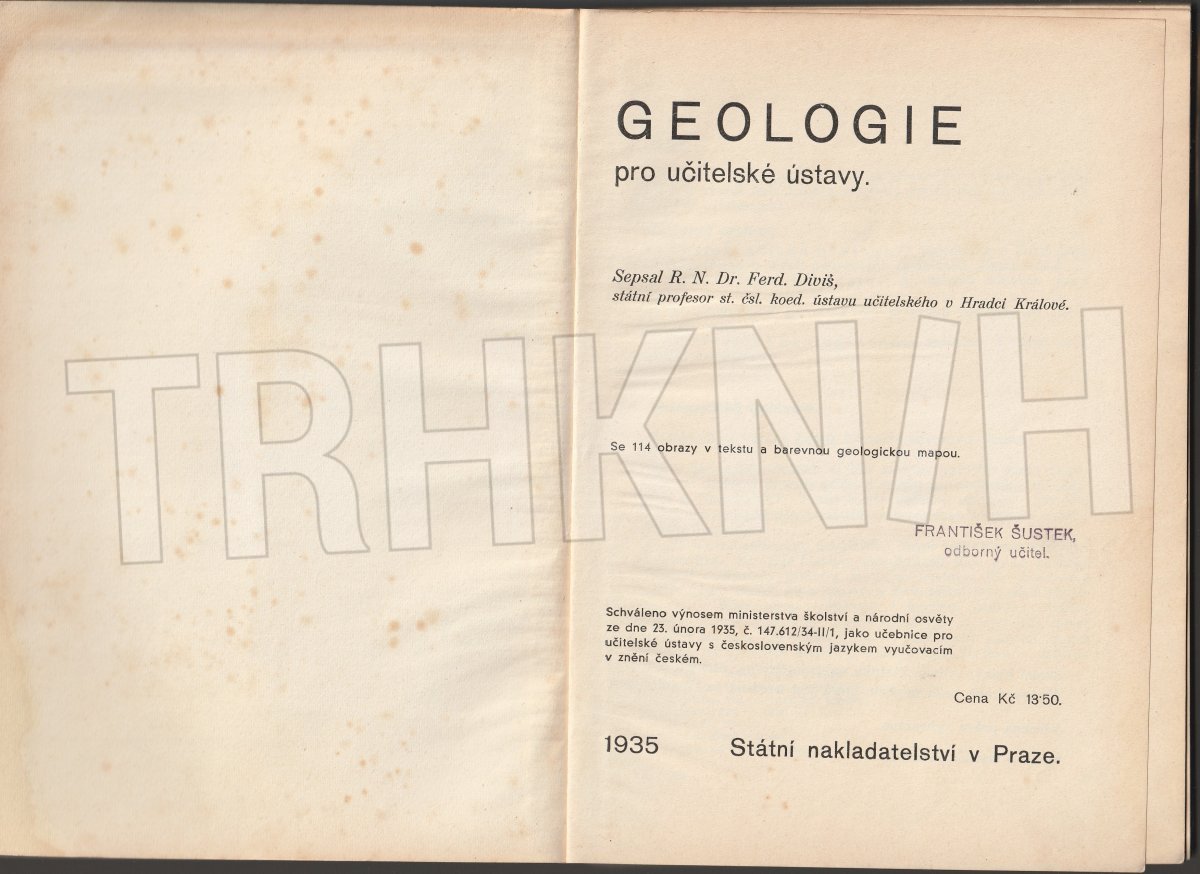 GEOLOGIE
pro učitelské ústavy.
Sepsal R. N. Dr. Ferd. Diviš,
státní profesor st. čsl. koed. ústavu učitelského v Hradci Králové.
TRHKNIH
Se 114 obrazy v tekstu a barevnou geologickou mapou.
FRANTIŠEK ŠUSTEK,
odborný učitel.
Schváleno výnosem ministerstva školství a národní osvěty
ze dne 23. února 1935, č. 147.612/34-II/1, jako učebnice pro
učitelské ústavy s československým jazykem vyučovacím
v znění českém.
Cena Kč 13·50.
1935 Státní nakladatelství v Praze.